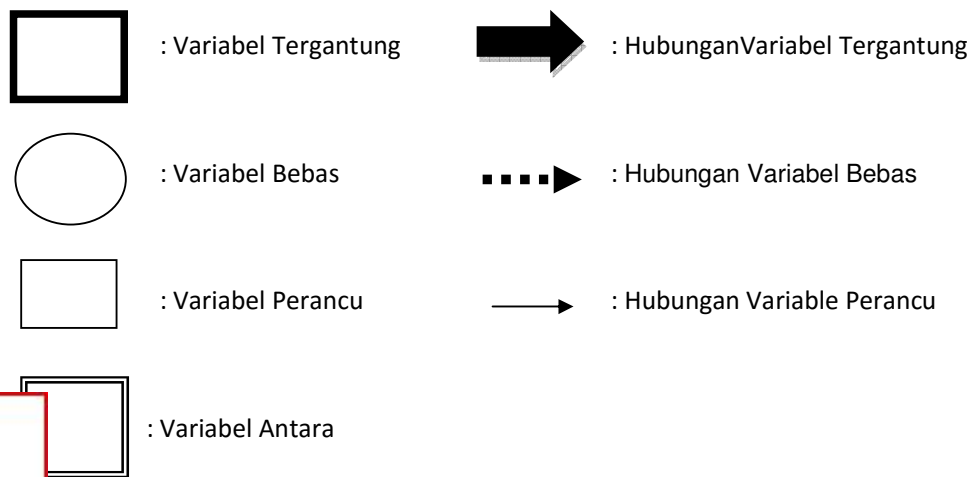 : Variabel Tergantung
: HubunganVariabel Tergantung
: Variabel Bebas
: Hubungan Variabel Bebas
: Variabel Perancu
: Hubungan Variable Perancu
: Variabel Antara